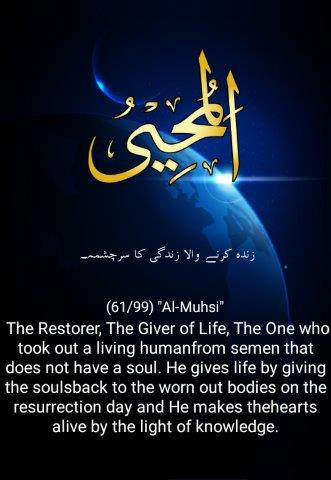 المحيي
زندہ کرنے والا زندگی کا سرچشمہ۔
(61/99) "Al-Muhsi"
The Restorer, The Giver of Life, The One who
took out a living humanfrom semen that
does not have a soul. He gives life by giving
the soulsback to the worn out bodies on the
resurrection day and He makes thehearts
alive by the light of knowledge.